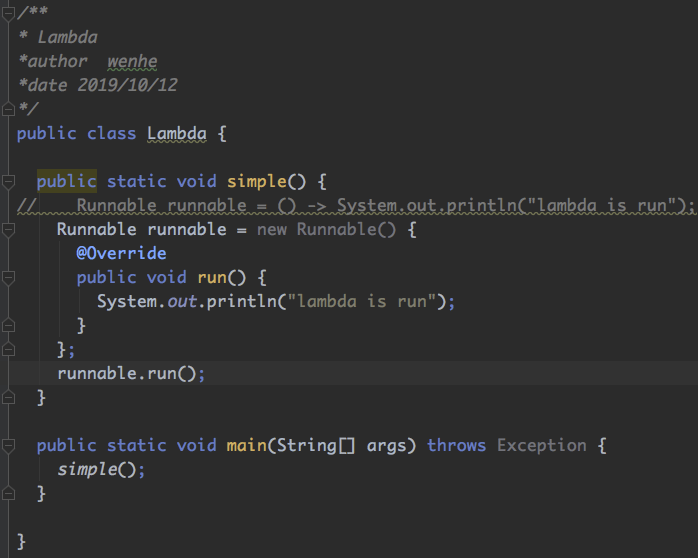 /**
* Lambda
*author wenhe
*date 2019/10/12
*/
public class Lambda {
public static void simple() {
// Runnable runnable = () -> System.out.println("lambda is run");
Runnable runnable = new Runnable() {
@Override
public void run() {
System.out.println("lambda is run");
}
};
runnable.run();
}
public static void main(String[] args) throws Exception {
simple();
}
}